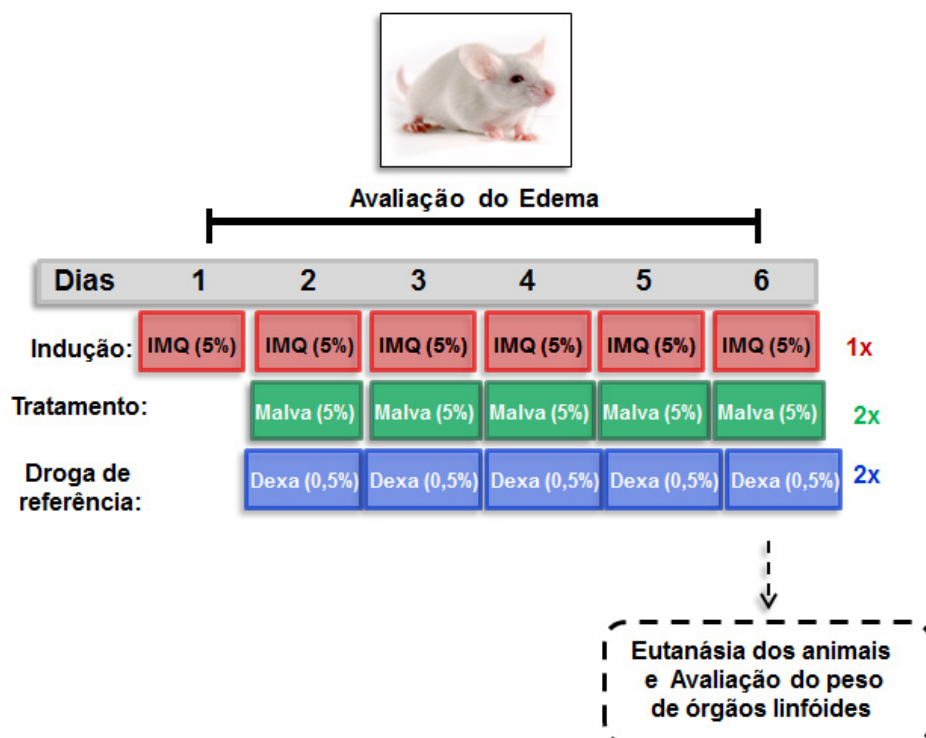 Avaliação do Edema
Dias 1 2 3 4 5 6
Indução: IMQ (5%) IMQ (5%) IMQ (5%) IMQ (5%) IMQ (5%) IMQ (5%) 1x
Tratamento: Malva (5%) Malva (5%) Malva (5%) Malva (5%) Malva (5%) 2x
Droga de
referência: Dexa (0,5%) Dexa (0,5%) Dexa (0,5%) Dexa (0,5%) Dexa (0,5%) 2x
Eutanásia dos animais
e Avaliação do peso
de órgãos linfóides